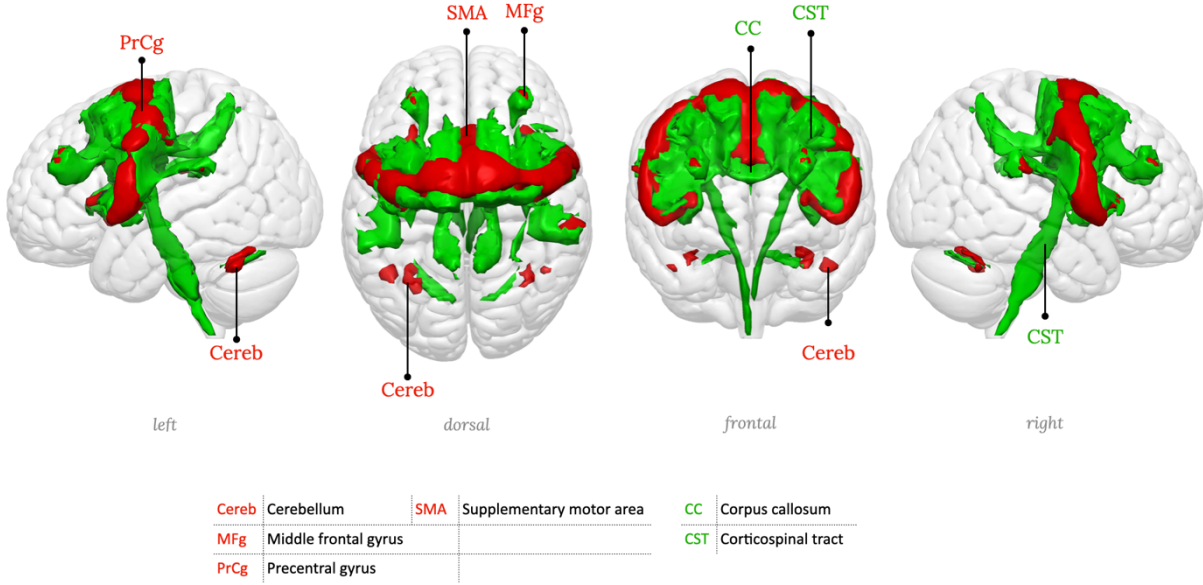 SMA MFg CC CST
PrCg
Cereb Cereb CST
Cereb
left dorsal frontal right
Cereb Cerebellum SMA Supplementary motor area CC Corpus callosum
MFg Middle frontal gyrus CST Corticospinal tract
PrCg Precentral gyrus